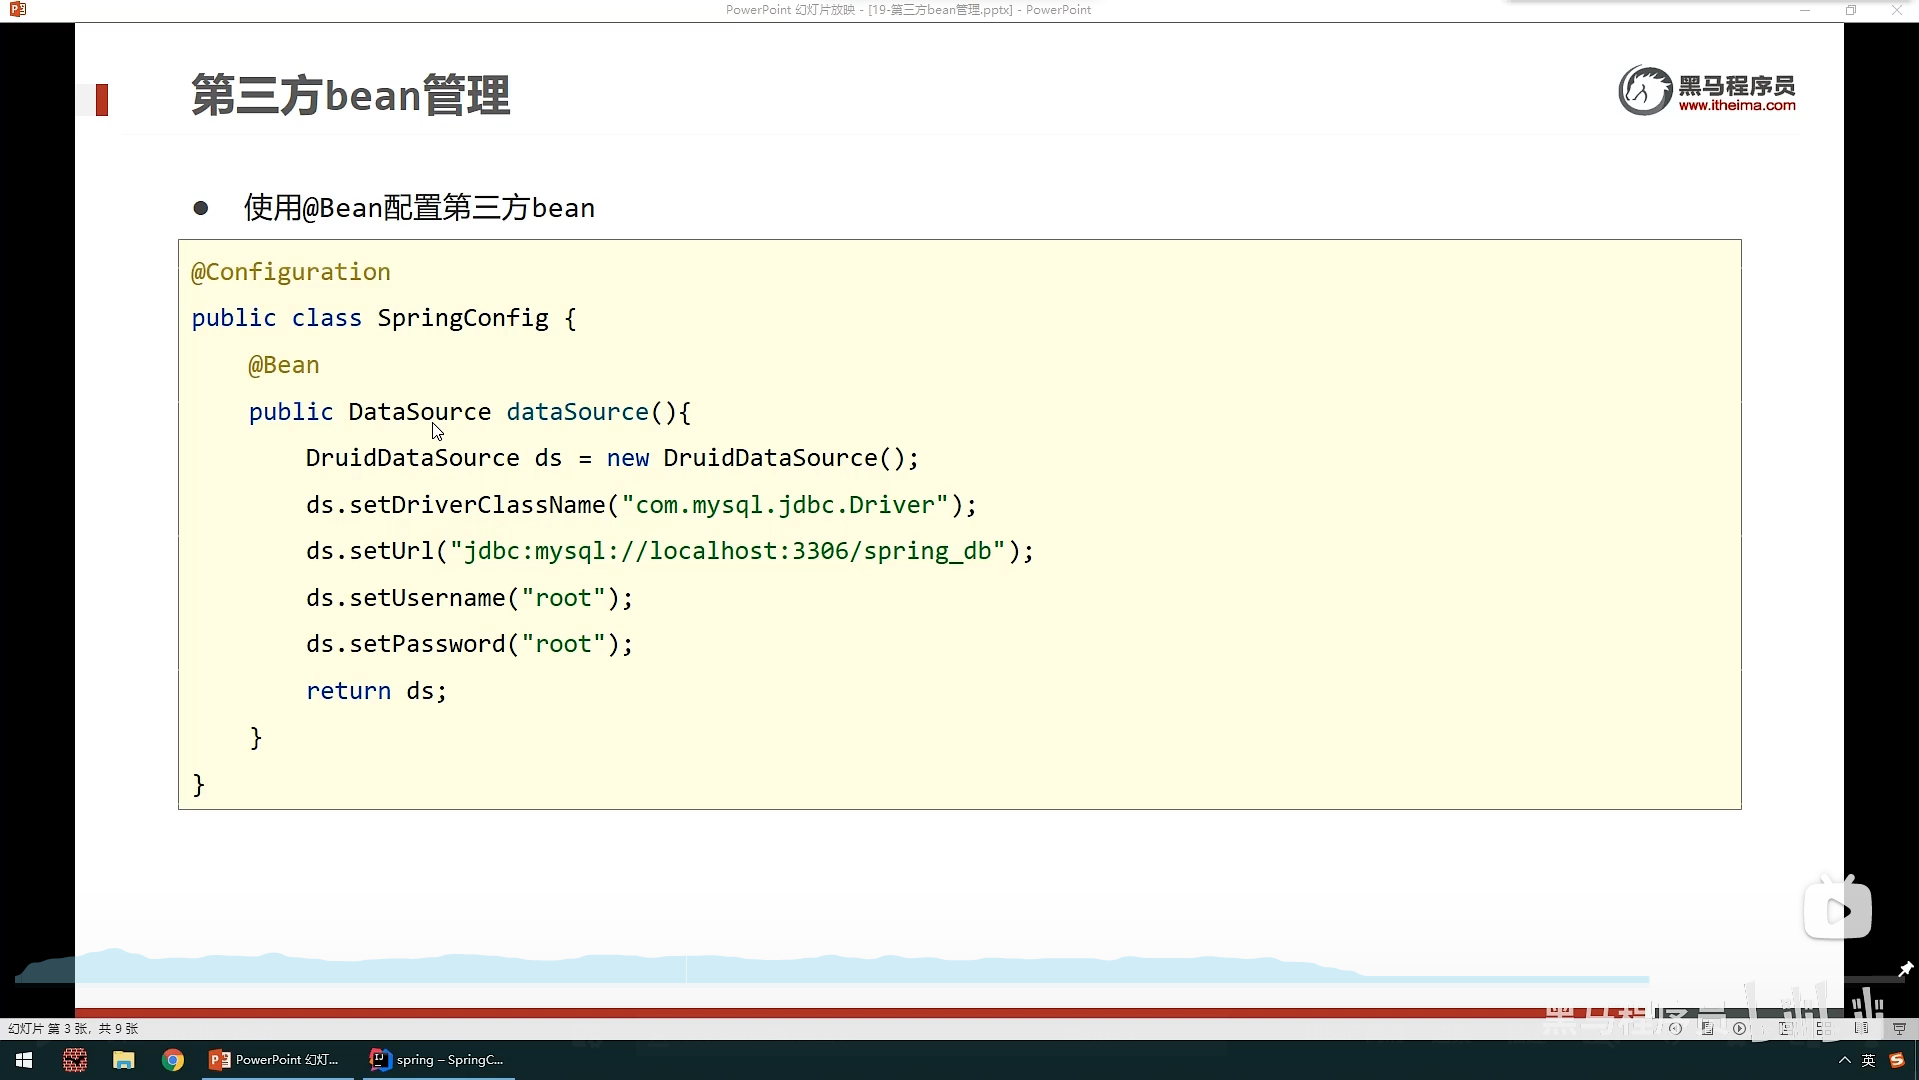 PowerPoint 幻灯片放映 - [19-第三方bean管理.pptx] - PowerPoint
第三方bean管理
黑马程序员
www.itheima.com
● 使用@Bean配置第三方bean
@Configuration
public class SpringConfig {
    @Bean
    public DataSource dataSource(){
        DruidDataSource ds = new DruidDataSource();
        ds.setDriverClassName("com.mysql.jdbc.Driver");
        ds.setUrl("jdbc:mysql://localhost:3306/spring_db");
        ds.setUsername("root");
        ds.setPassword("root");
        return ds;
    }
}
黑马程序员
幻灯片 第 3 张，共 9 张
PowerPoint 幻灯...
spring – SpringC...
英